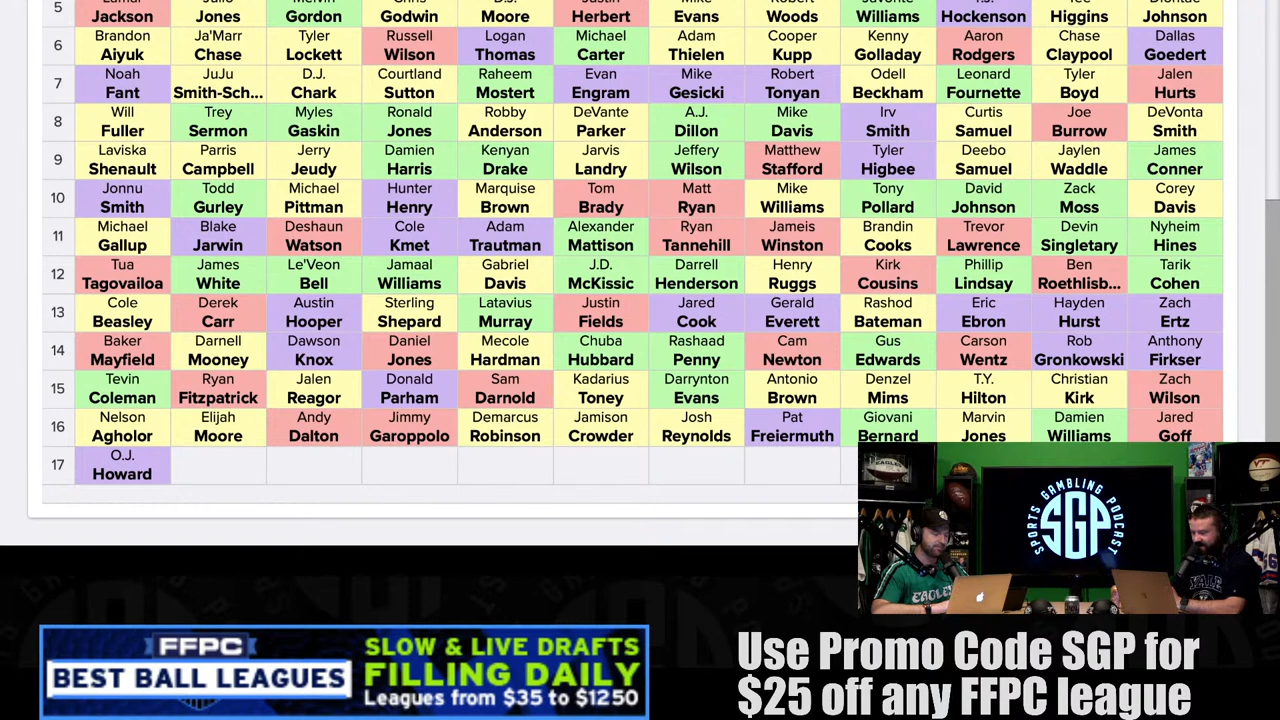 5
Jackson Jones Gordon Godwin Moore Herbert Evans Woods Williams Hockenson Higgins Johnson
Brandon Ja'Marr Tyler Russell Logan Michael Adam Cooper Kenny Aaron Chase Dallas
6
Aiyuk Chase Lockett Wilson Thomas Carter Thielen Kupp Golladay Rodgers Claypool Goedert
Noah JuJu D.J. Courtland Raheem Evan Mike Robert Odell Leonard Tyler Jalen
7
Fant Smith-Sch... Chark Sutton Mostert Engram Gesicki Tonyan Beckham Fournette Boyd Hurts
Will Trey Myles Ronald Robby DeVante A.J. Mike Irv Curtis Joe DeVonta
8
Fuller Sermon Gaskin Jones Anderson Parker Dillon Davis Smith Samuel Burrow Smith
Laviska Parris Jerry Damien Kenyan Jarvis Jeffery Matthew Tyler Deebo Jaylen James
9
Shenault Campbell Jeudy Harris Drake Landry Wilson Stafford Higbee Samuel Waddle Conner
Jonnu Todd Michael Hunter Marquise Tom Matt Mike Tony David Zack Corey
10
Smith Gurley Pittman Henry Brown Brady Ryan Williams Pollard Johnson Moss Davis
Michael Blake Deshaun Cole Adam Alexander Ryan Jameis Brandin Trevor Devin Nyheim
11
Gallup Jarwin Watson Kmet Trautman Mattison Tannehill Winston Cooks Lawrence Singletary Hines
Tua James Le'Veon Jamaal Gabriel J.D. Darrell Henry Kirk Phillip Ben Tarik
12
Tagovailoa White Bell Williams Davis McKissic Henderson Ruggs Cousins Lindsay Roethlisb... Cohen
Cole Derek Austin Sterling Latavius Justin Jared Gerald Rashod Eric Hayden Zach
13
Beasley Carr Hooper Shepard Murray Fields Cook Everett Bateman Ebron Hurst Ertz
Baker Darnell Dawson Daniel Mecole Chuba Rashaad Cam Gus Carson Rob Anthony
14
Mayfield Mooney Knox Jones Hardman Hubbard Penny Newton Edwards Wentz Gronkowski Firkser
Tevin Ryan Jalen Donald Sam Kadarius Darrynton Antonio Denzel T.Y. Christian Zach
15
Coleman Fitzpatrick Reagor Parham Darnold Toney Evans Brown Mims Hilton Kirk Wilson
Nelson Elijah Andy Jimmy Demarcus Jamison Josh Pat Giovani Marvin Damien Jared
16
Agholor Moore Dalton Garoppolo Robinson Crowder Reynolds Freiermuth Bernard Jones Williams Goff
O.J.
17
Howard
SPORTS GAMBLING PODCAST
SGP
EAGLES
EAGLES
YALE
FFPC
BEST BALL LEAGUES
SLOW & LIVE DRAFTS
FILLING DAILY
Leagues from $35 to $1250
Use Promo Code SGP for
$25 off any FFPC league